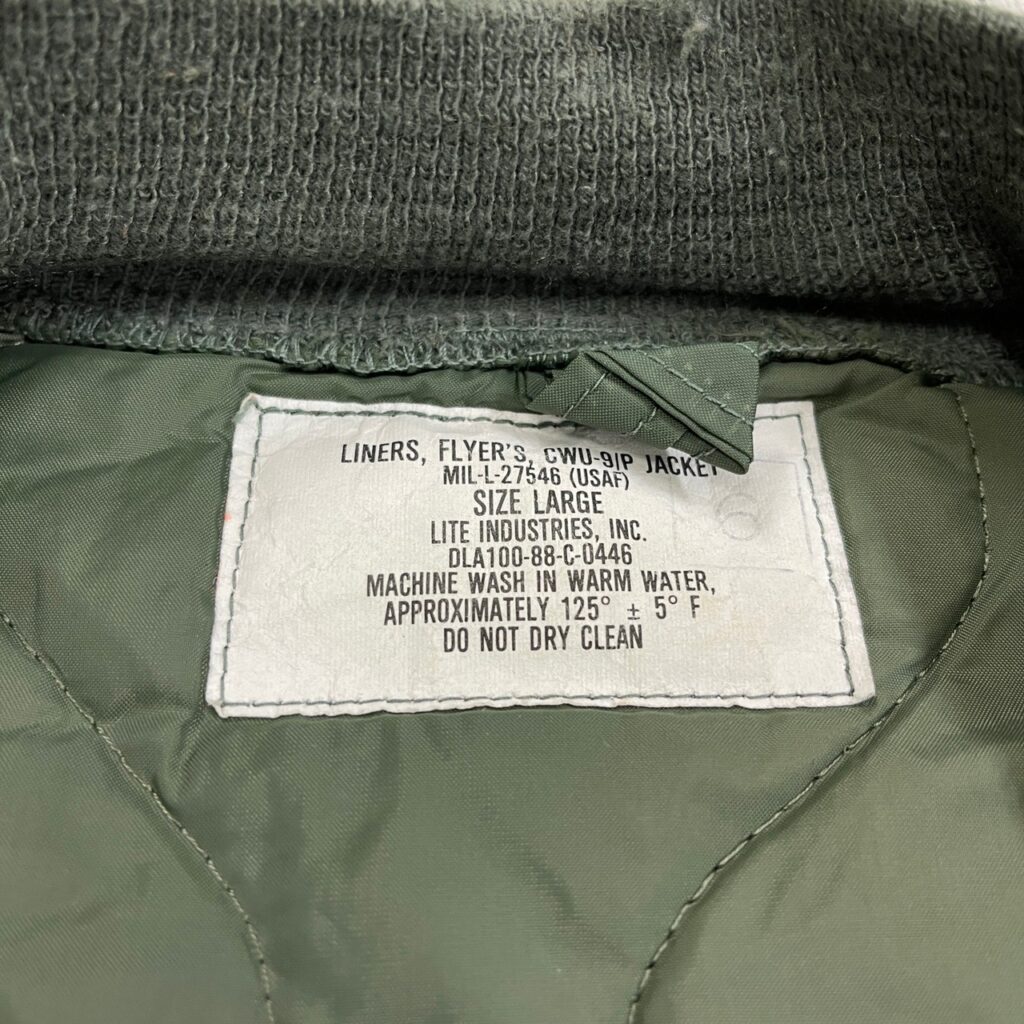 LINERS, FLYER'S, CWU-9/P JACKET
MIL-L-27546 (USAF)
SIZE LARGE
LITE INDUSTRIES, INC.
DLA100-88-C-0446
MACHINE WASH IN WARM WATER,
APPROXIMATELY 125° ± 5° F
DO NOT DRY CLEAN